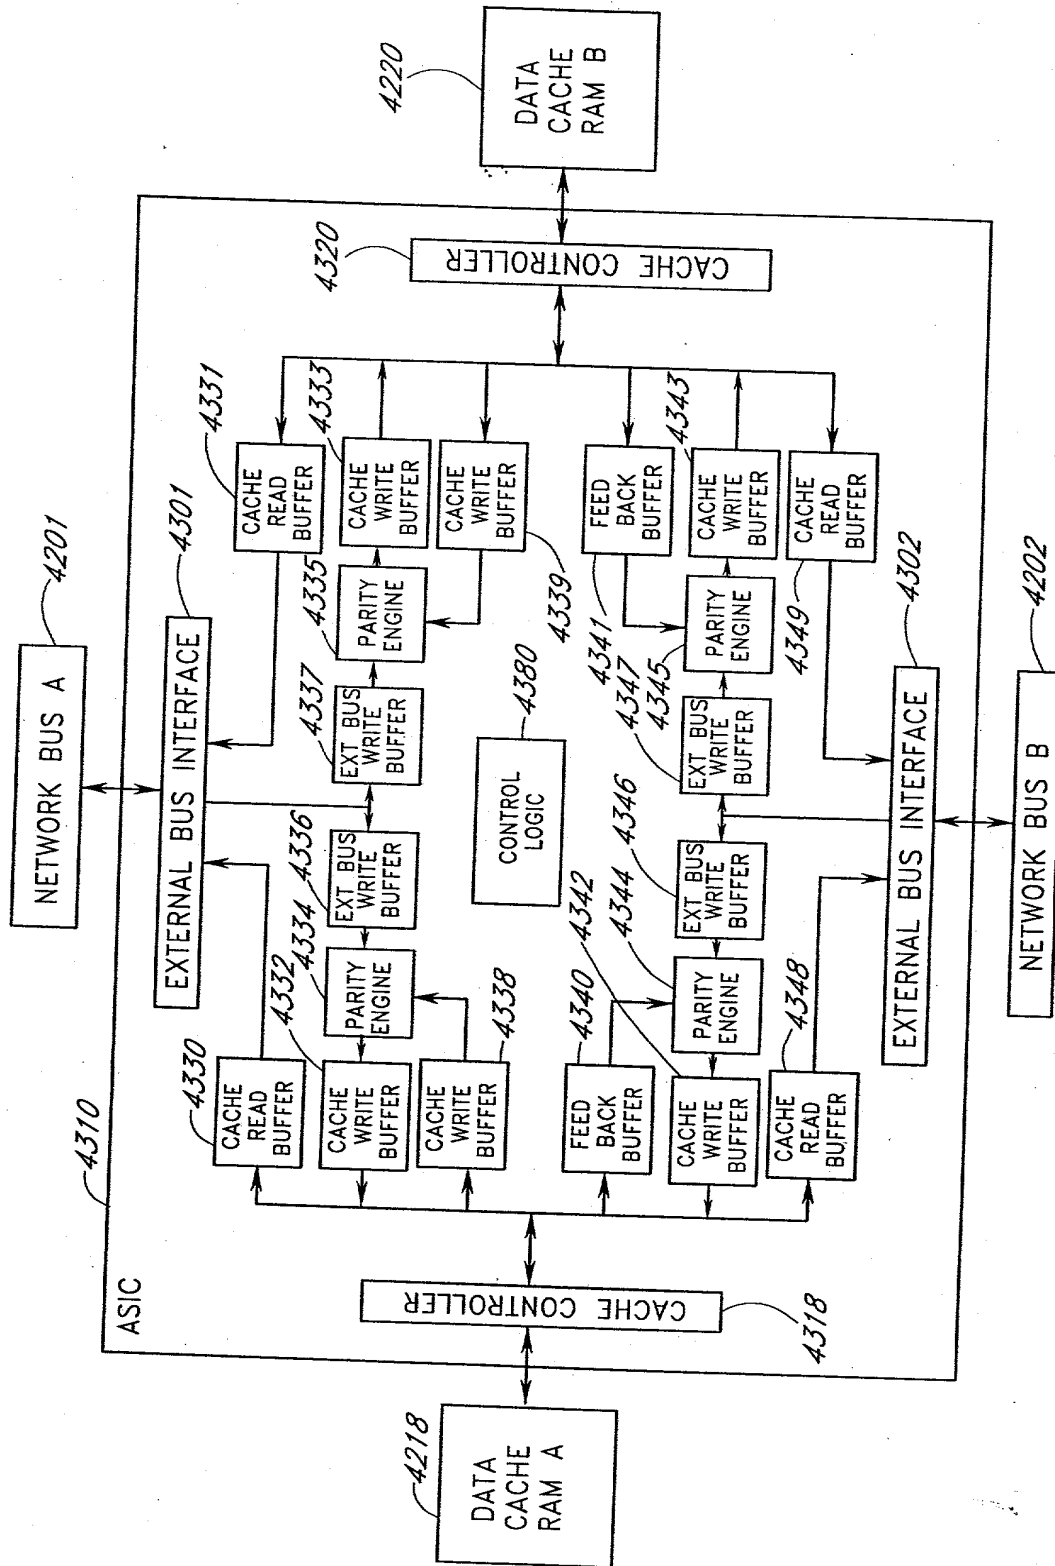 NETWORK BUS A
4201
4310
ASIC
EXTERNAL BUS INTERFACE
4301
4330
CACHE
READ
BUFFER
4331
CACHE
READ
BUFFER
4332
CACHE
WRITE
BUFFER
4334
PARITY
ENGINE
4336
EXT BUS
WRITE
BUFFER
4337
EXT BUS
WRITE
BUFFER
4335
PARITY
ENGINE
4333
CACHE
WRITE
BUFFER
4338
CACHE
WRITE
BUFFER
4339
CACHE
WRITE
BUFFER
4218
DATA
CACHE
RAM A
CACHE CONTROLLER
4318
CONTROL
LOGIC
4380
4320
CACHE CONTROLLER
4220
DATA
CACHE
RAM B
4340
FEED
BACK
BUFFER
4341
FEED
BACK
BUFFER
4342
CACHE
WRITE
BUFFER
4344
PARITY
ENGINE
4346
EXT BUS
WRITE
BUFFER
4347
EXT BUS
WRITE
BUFFER
4345
PARITY
ENGINE
4343
CACHE
WRITE
BUFFER
4348
CACHE
READ
BUFFER
4349
CACHE
READ
BUFFER
EXTERNAL BUS INTERFACE
4302
NETWORK BUS B
4202